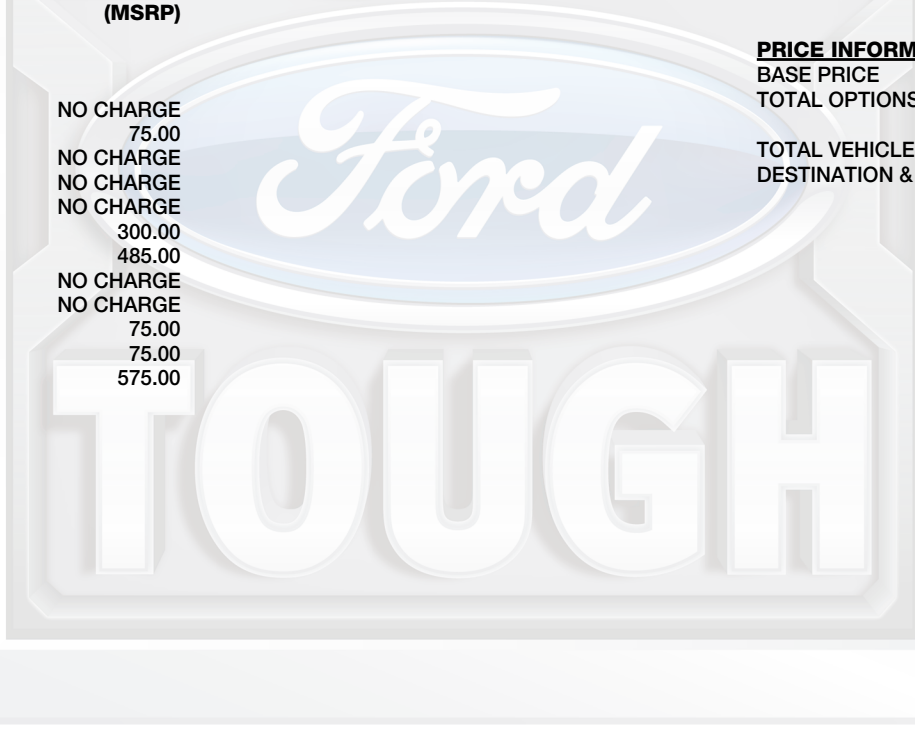 (MSRP)
NO CHARGE
75.00
NO CHARGE
NO CHARGE
NO CHARGE
300.00
485.00
NO CHARGE
NO CHARGE
75.00
75.00
575.00
PRICE INFORM
BASE PRICE
TOTAL OPTIONS
TOTAL VEHICLE
DESTINATION &
Ford
TOUGH